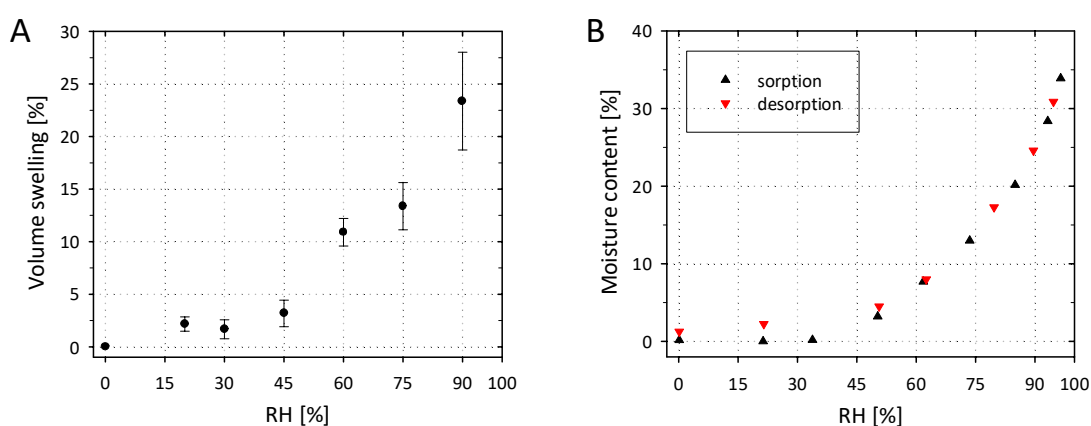 A
30
25
20
15
10
5
0
Volume swelling [%]
0 15 30 45 60 75 90 100
RH [%]
B
40
30
20
10
0
Moisture content [%]
sorption
desorption
0 15 30 45 60 75 90 100
RH [%]